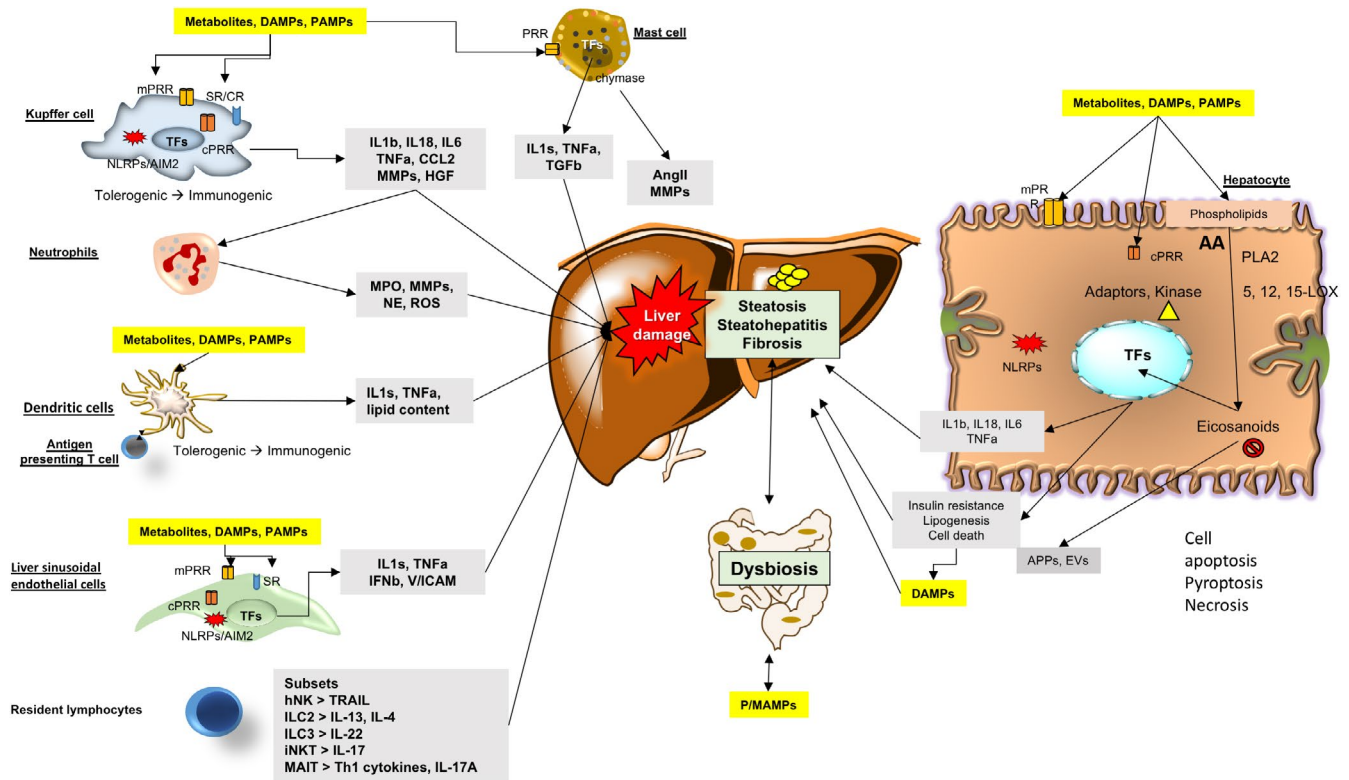 Metabolites, DAMPs, PAMPs
PRR
TFs
Mast cell
chymase
mPRR
SR/CR
Kupffer cell
TFs
cPRR
NLRPs/AIM2
Tolerogenic → Immunogenic
IL1b, IL18, IL6
TNFa, CCL2
MMPs, HGF
IL1s, TNFa,
TGFb
AngII
MMPs
Neutrophils
MPO, MMPs,
NE, ROS
Metabolites, DAMPs, PAMPs
Dendritic cells
IL1s, TNFa,
lipid content
Antigen
presenting T cell
Tolerogenic → Immunogenic
Metabolites, DAMPs, PAMPs
Liver sinusoidal
endothelial cells
mPRR
SR
cPRR
TFs
NLRPs/AIM2
IL1s, TNFa
IFNb, V/ICAM
Resident lymphocytes
Subsets
hNK > TRAIL
ILC2 > IL-13, IL-4
ILC3 > IL-22
iNKT > IL-17
MAIT > Th1 cytokines, IL-17A
Liver
damage
Steatosis
Steatohepatitis
Fibrosis
Dysbiosis
P/MAMPs
Metabolites, DAMPs, PAMPs
Hepatocyte
mPR
R
Phospholipids
AA
cPRR
PLA2
Adaptors, Kinase
5, 12, 15-LOX
NLRPs
TFs
Eicosanoids
IL1b, IL18, IL6
TNFa
Insulin resistance
Lipogenesis
Cell death
APPs, EVs
DAMPs
Cell
apoptosis
Pyroptosis
Necrosis